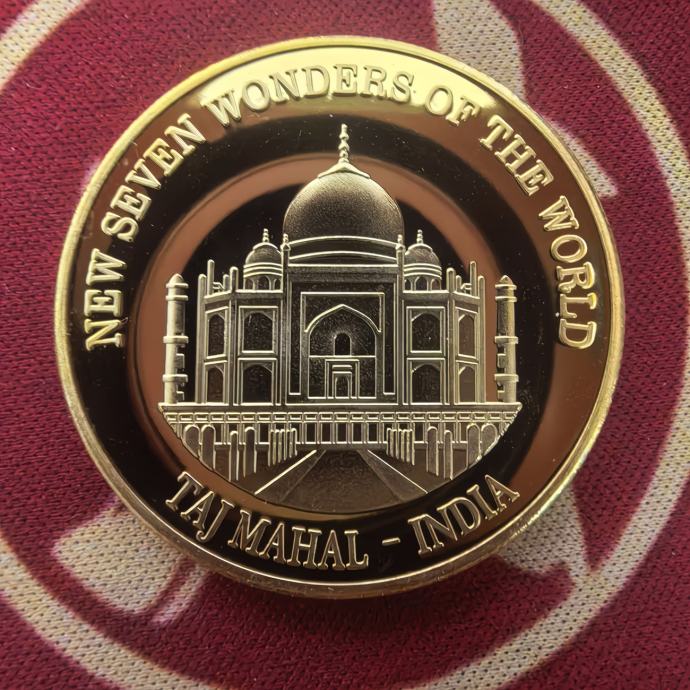 NEW SEVEN WONDERS OF THE WORLD
TAJ MAHAL - INDIA